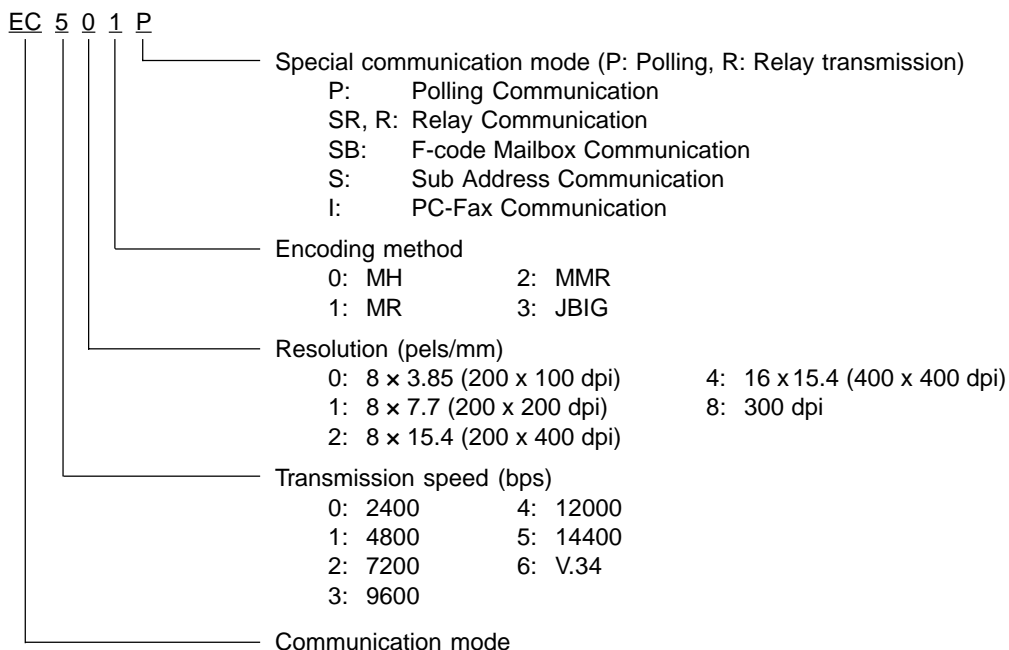 EC 5 0 1 P
Special communication mode (P: Polling, R: Relay transmission)
P: Polling Communication
SR, R: Relay Communication
SB: F-code Mailbox Communication
S: Sub Address Communication
I: PC-Fax Communication
Encoding method
0: MH 2: MMR
1: MR 3: JBIG
Resolution (pels/mm)
0: 8 × 3.85 (200 x 100 dpi) 4: 16 x 15.4 (400 x 400 dpi)
1: 8 × 7.7 (200 x 200 dpi) 8: 300 dpi
2: 8 × 15.4 (200 x 400 dpi)
Transmission speed (bps)
0: 2400 4: 12000
1: 4800 5: 14400
2: 7200 6: V.34
3: 9600
Communication mode